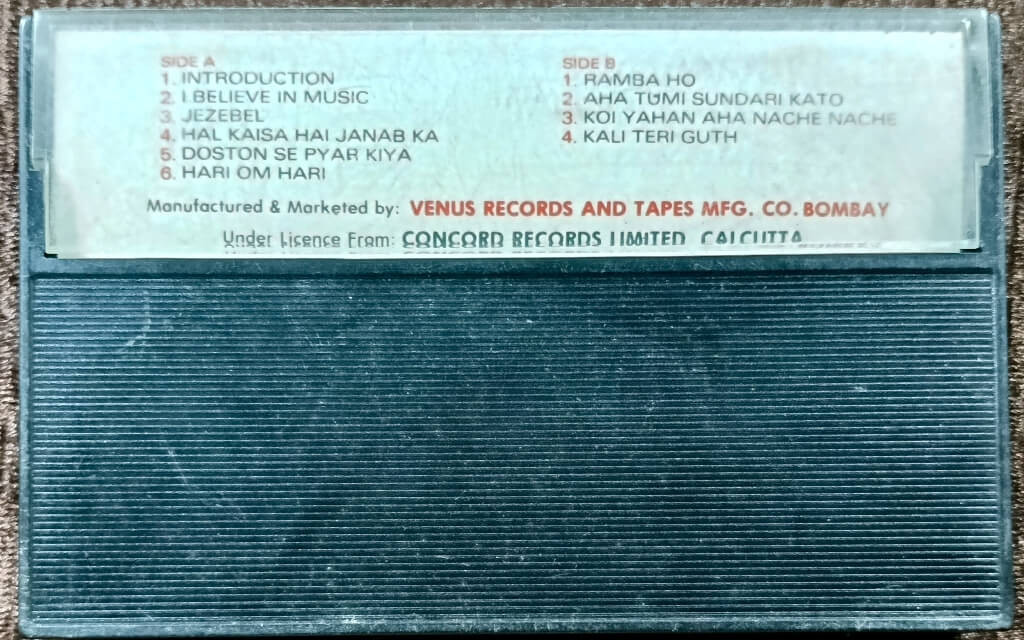 SIDE A
1. INTRODUCTION
2. I BELIEVE IN MUSIC
3. JEZEBEL
4. HAL KAISA HAI JANAB KA
5. DOSTON SE PYAR KIYA
6. HARI OM HARI
SIDE B
1. RAMBA HO
2. AHA TUMI SUNDARI KATO
3. KOI YAHAN AHA NACHE NACHE
4. KALI TERI GUTH
Manufactured & Marketed by: VENUS RECORDS AND TAPES MFG. CO. BOMBAY
Under Licence From: CONCORD RECORDS LIMITED CALCUTTA